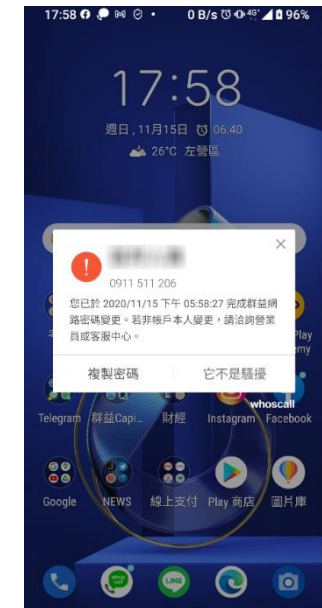 17:58 0 B/s 4G+ 96%
17:58
週日, 11月15日 06:40
26°C 左營區
0911 511 206
您已於 2020/11/15 下午 05:58:27 完成群益網
路密碼變更。若非帳戶本人變更，請洽詢營業
員或客服中心。
複製密碼 它不是騷擾
whoscall
Play
emy
Telegram 群益Capi... 財經 Instagram Facebook
Google NEWS 線上支付 Play 商店 圖片庫
LINE